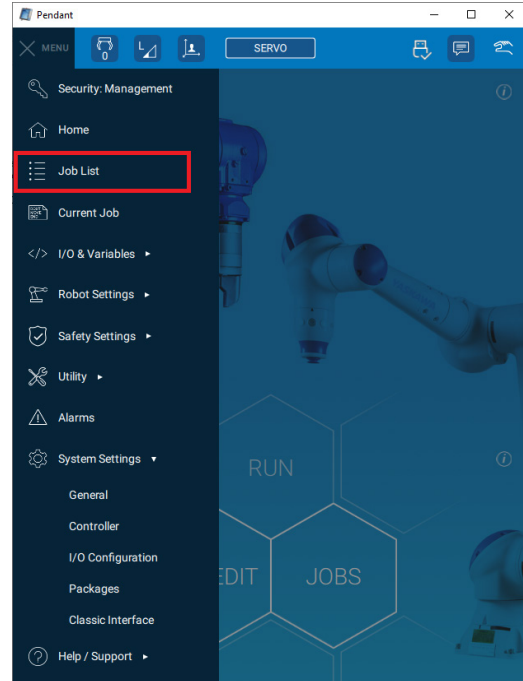 Pendant
MENU
0
L
SERVO
Security: Management
Home
Job List
Current Job
</> I/O & Variables
Robot Settings
Safety Settings
Utility
Alarms
System Settings
RUN
General
Controller
I/O Configuration
Packages
EDIT
JOBS
Classic Interface
Help / Support